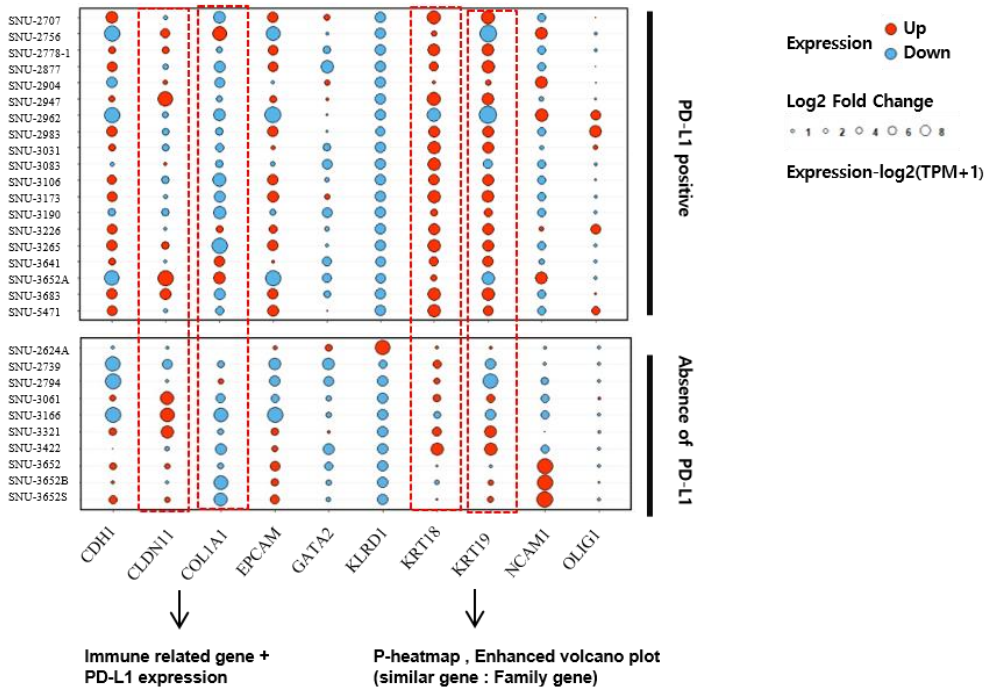 SNU-2707
SNU-2756
SNU-2778-1
SNU-2877
SNU-2904
SNU-2947
SNU-2962
SNU-2983
SNU-3031
SNU-3083
SNU-3106
SNU-3173
SNU-3190
SNU-3226
SNU-3265
SNU-3641
SNU-3652A
SNU-3683
SNU-5471
PD-L1 positive
SNU-2624A
SNU-2739
SNU-2794
SNU-3061
SNU-3166
SNU-3321
SNU-3422
SNU-3652
SNU-3652B
SNU-3652S
Absence of
PD-L1
CDH1
CLDN11
COL1A1
EPCAM
GATA2
KLRD1
KRT18
KRT19
NCAM1
OLIG1
Expression
Up
Down
Log2 Fold Change
1 2 4 6 8
Expression-log2(TPM+1)
Immune related gene +
PD-L1 expression
P-heatmap , Enhanced volcano plot
(similar gene : Family gene)